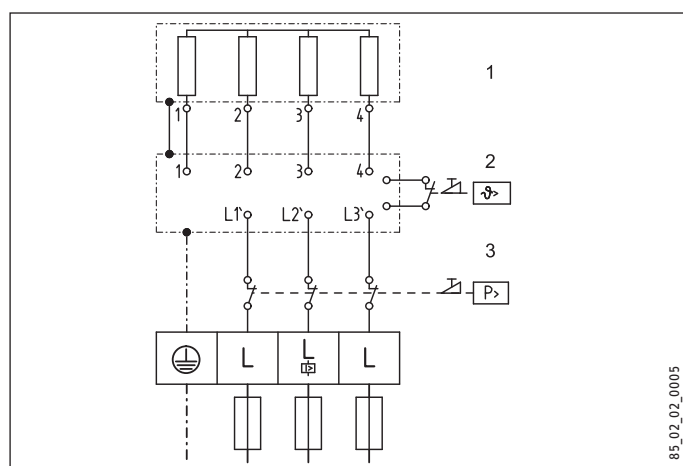 1
1 2 3 4
1 2 3 4
2
ϑ>
L1` L2` L3`
3
P>
L L L
I>
85_02_02_0005